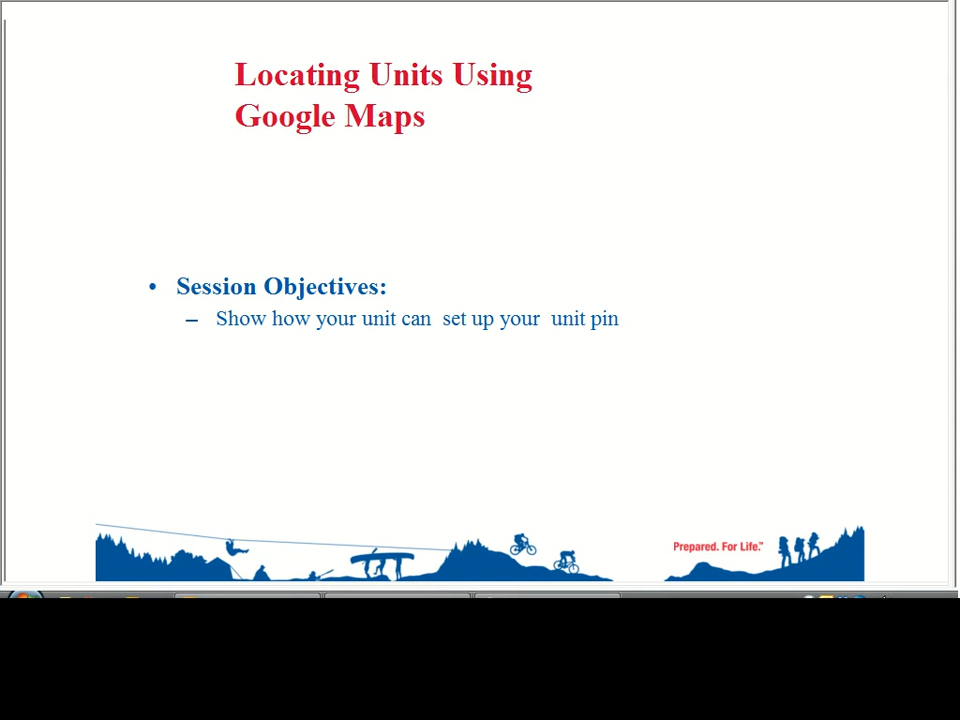 Locating Units Using
Google Maps
• Session Objectives:
– Show how your unit can set up your unit pin
Prepared. For Life.™